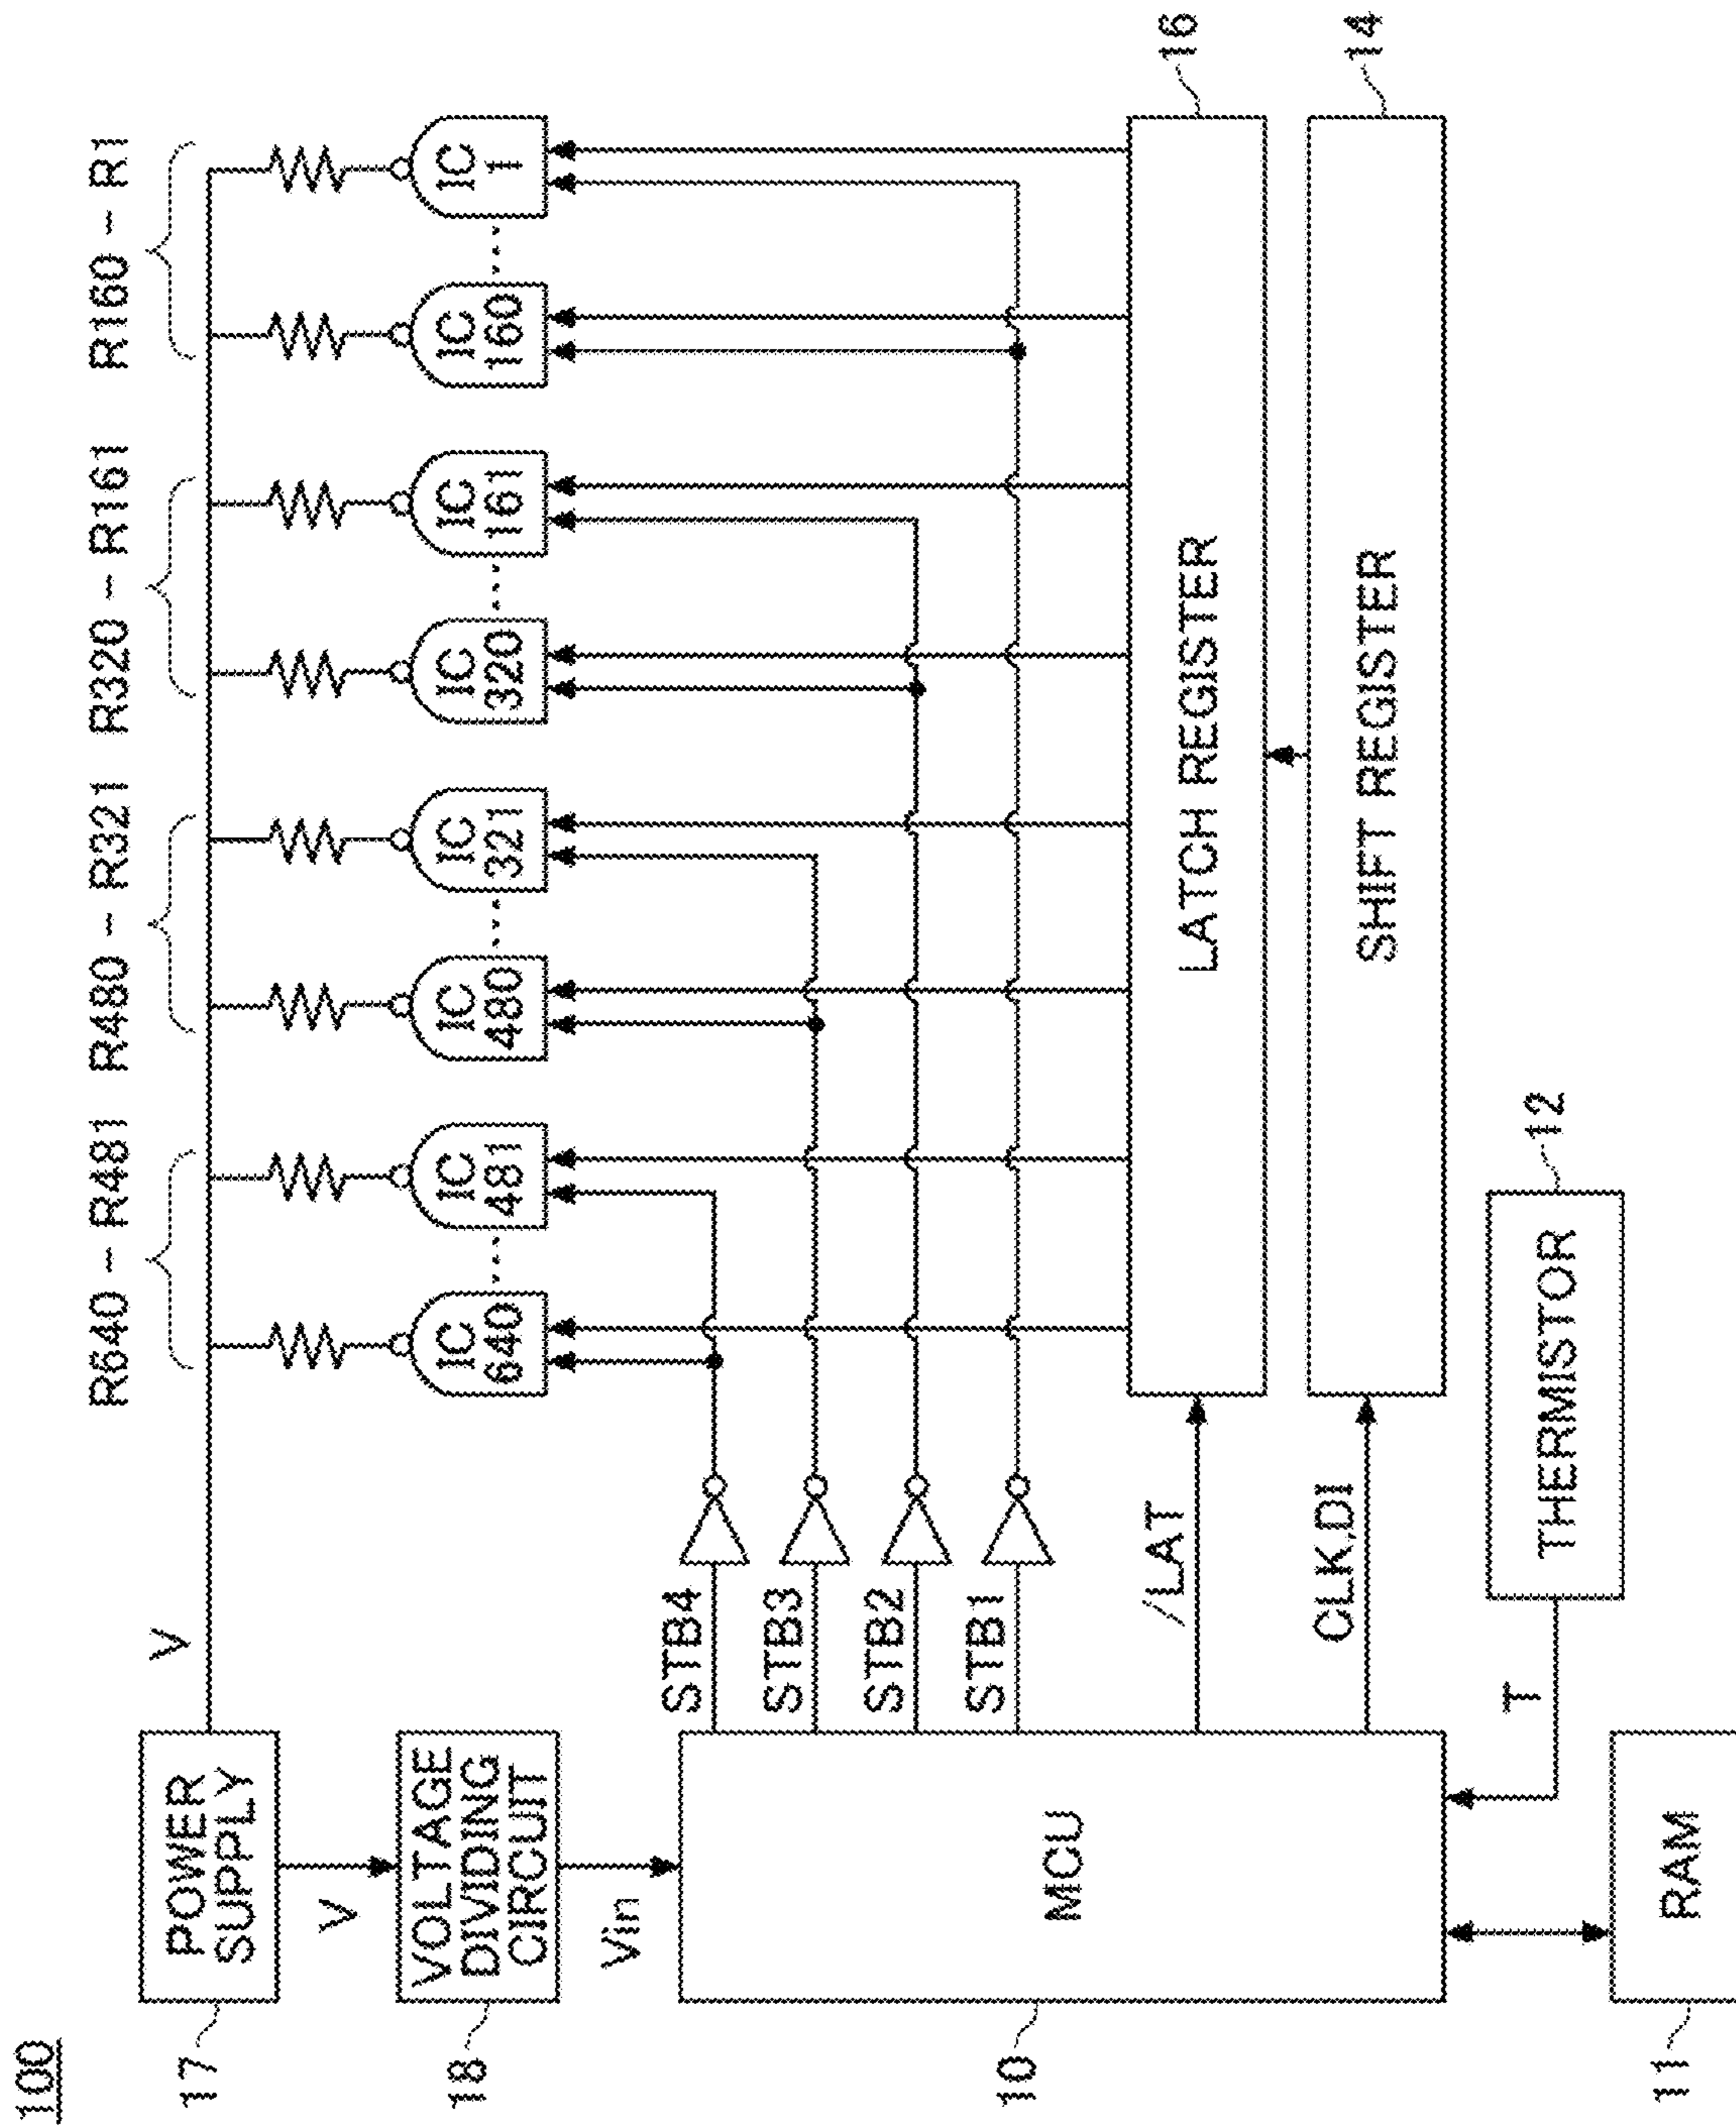 100
R640 - R481
R480 - R321
R320 - R161
R160 - R1
17
POWER
SUPPLY
V
V
IC
640
IC
481
IC
480
IC
321
IC
320
IC
161
IC
160
IC
1
18
VOLTAGE
DIVIDING
CIRCUIT
Vin
STB4
STB3
STB2
STB1
10
MCU
/LAT
LATCH REGISTER
16
CLK,DI
SHIFT REGISTER
14
T
THERMISTOR
12
11
RAM